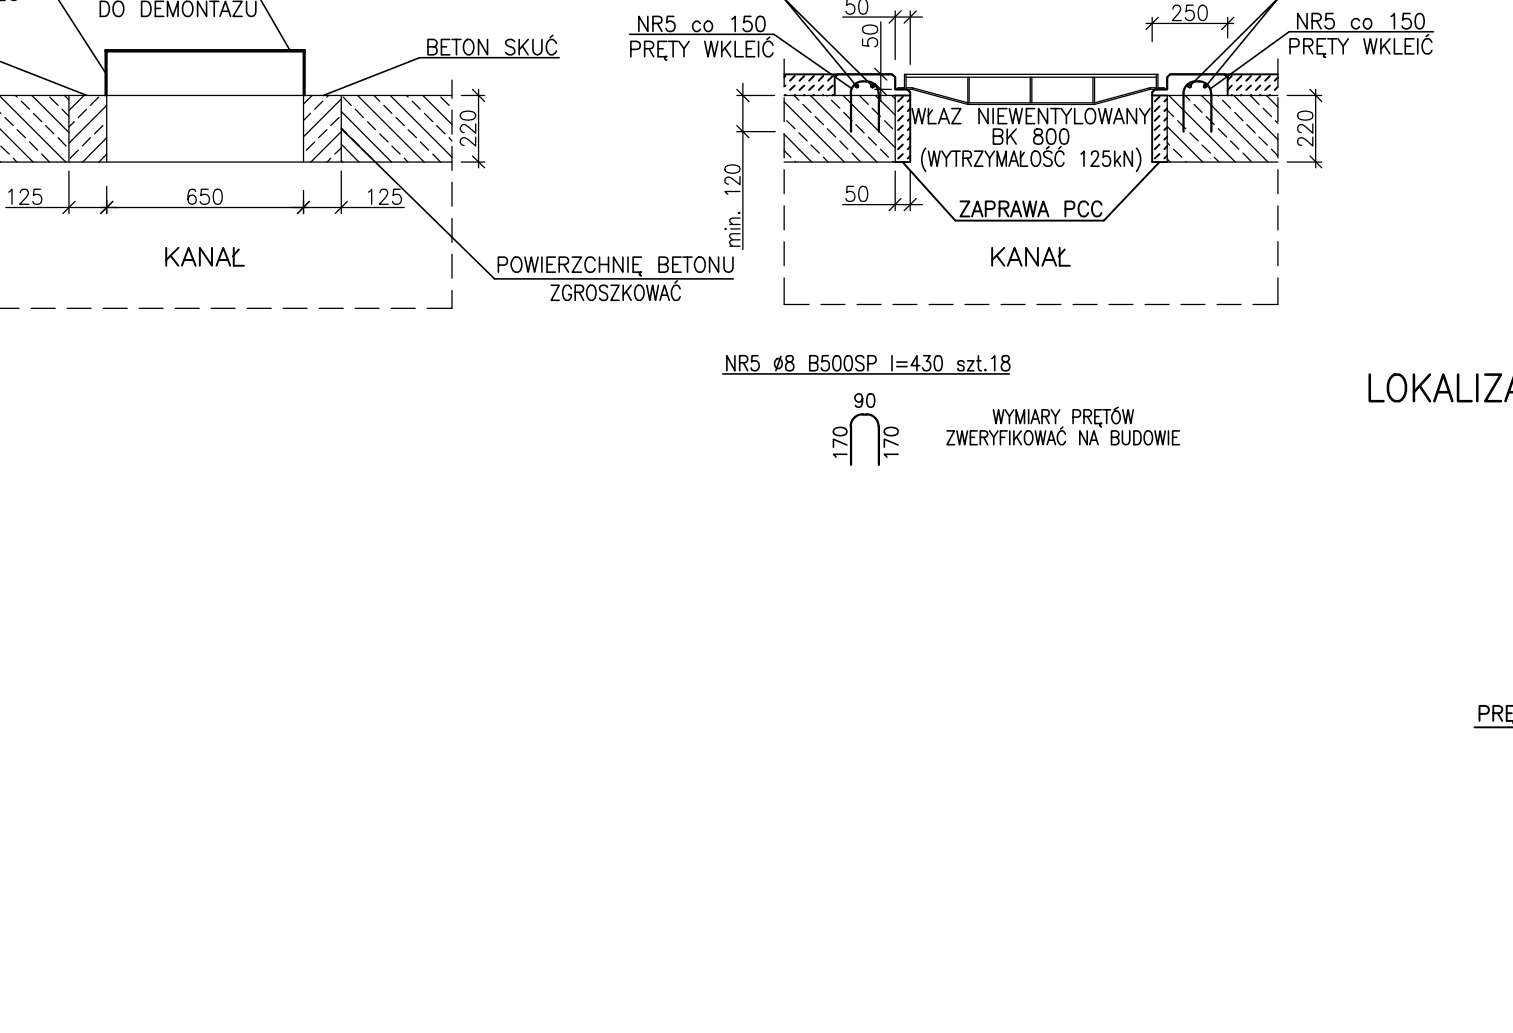 DO DEMONTAŻU
BETON SKUĆ
220
125
650
125
KANAŁ
POWIERZCHNIĘ BETONU
ZGROSZKOWAĆ
50
NR5 co 150
PRĘTY WKLEIĆ
50
250
NR5 co 150
PRĘTY WKLEIĆ
WŁAZ NIEWENTYLOWANY
BK 800
(WYTRZYMAŁOŚĆ 125kN)
220
min. 120
50
ZAPRAWA PCC
KANAŁ
NR5 ø8 B500SP l=430 szt.18
90
170
170
WYMIARY PRĘTÓW
ZWERYFIKOWAĆ NA BUDOWIE
LOKALIZA
PRĘ